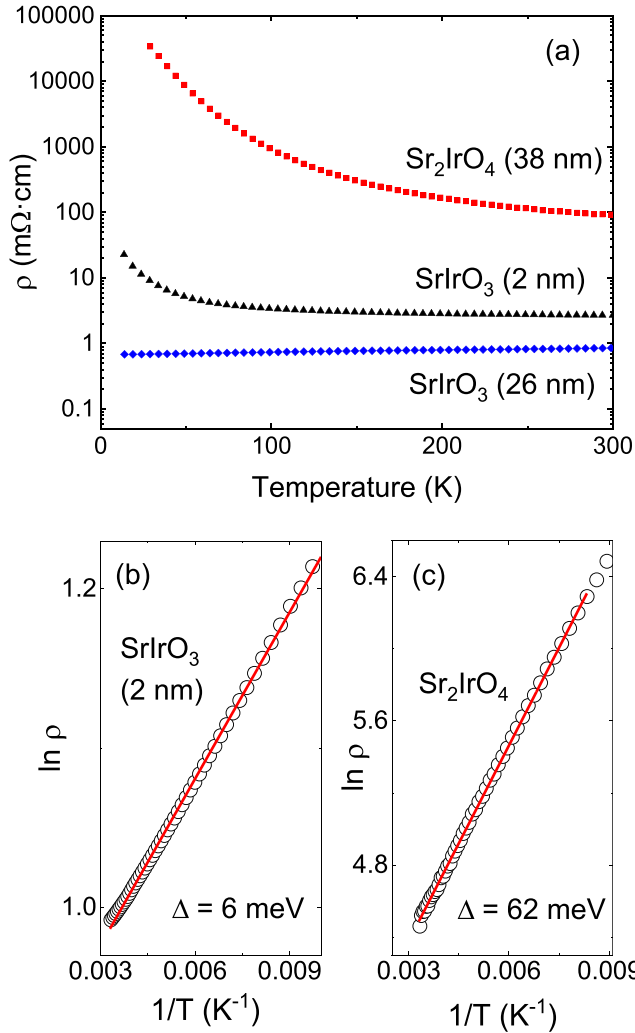 100000
10000
1000
100
10
1
0.1
ρ (mΩ·cm)
(a)
Sr₂IrO₄ (38 nm)
SrIrO₃ (2 nm)
SrIrO₃ (26 nm)
0 100 200 300
Temperature (K)
(b)
1.2
1.0
ln ρ
SrIrO₃
(2 nm)
Δ = 6 meV
0.003 0.006 0.009
1/T (K⁻¹)
(c)
6.4
5.6
4.8
ln ρ
Sr₂IrO₄
Δ = 62 meV
0.003 0.006 0.009
1/T (K⁻¹)